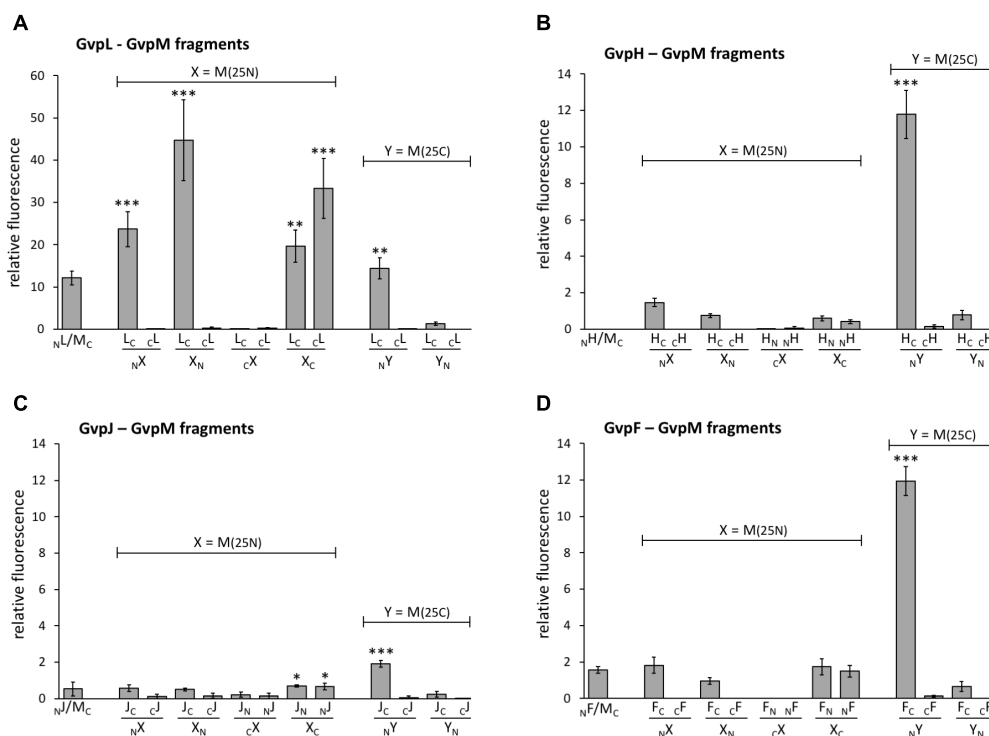 A
GvpL - GvpM fragments
X = M(25N)
Y = M(25C)
relative fluorescence
60
50
40
30
20
10
0
*** *** ** *** **
NL/MC LC CL LC CL LC CL LC CL LC CL LC CL
NX XN CX XC NY YN
B
GvpH – GvpM fragments
Y = M(25C)
X = M(25N)
relative fluorescence
14
12
10
8
6
4
2
0
***
NH/MC HC CH HC CH HN NH HN NH HC CH HC CH
NX XN CX XC NY YN
C
GvpJ – GvpM fragments
X = M(25N)
Y = M(25C)
relative fluorescence
14
12
10
8
6
4
2
0
* * ***
NJ/MC JC CJ JC CJ JN NJ JN NJ JC CJ JC CJ
NX XN CX XC NY YN
D
GvpF – GvpM fragments
Y = M(25C)
X = M(25N)
relative fluorescence
14
12
10
8
6
4
2
0
***
NF/MC FC CF FC CF FN NF FN NF FC CF FC CF
NX XN CX XC NY YN